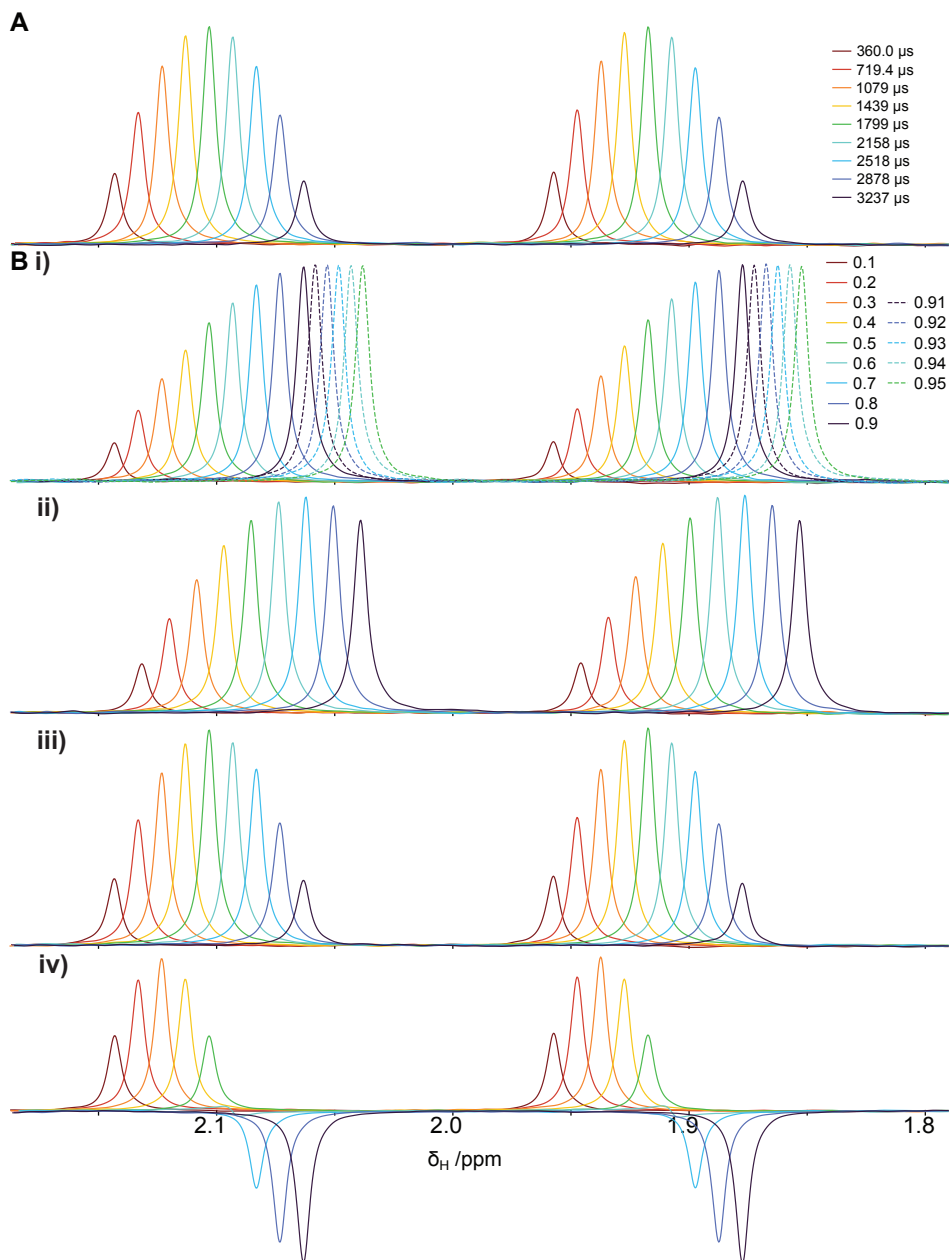 A
360.0 µs
719.4 µs
1079 µs
1439 µs
1799 µs
2158 µs
2518 µs
2878 µs
3237 µs
B i)
0.1
0.2
0.3 0.91
0.4 0.92
0.5 0.93
0.6 0.94
0.7 0.95
0.8
0.9
ii)
iii)
iv)
2.1 2.0 1.9 1.8
δH /ppm